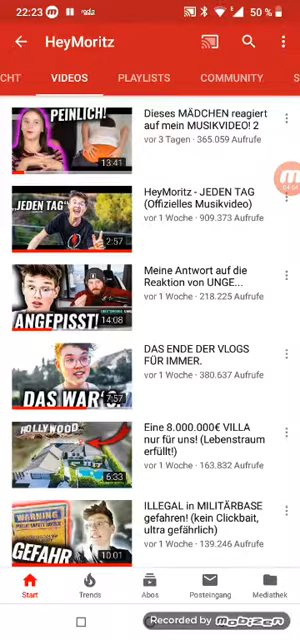 22:23
50 %
HeyMoritz
CHT VIDEOS PLAYLISTS COMMUNITY S
PEINLICH!
13:41
Dieses MÄDCHEN reagiert
auf mein MUSIKVIDEO! 2
vor 3 Tagen · 365.059 Aufrufe
04:04
"JEDEN TAG"
2:57
HeyMoritz - JEDEN TAG
(Offizielles Musikvideo)
vor 1 Woche · 909.373 Aufrufe
ANGEPISST!
14:08
Meine Antwort auf die
Reaktion von UNGE...
vor 1 Woche · 218.225 Aufrufe
DAS WAR'S
7:57
DAS ENDE DER VLOGS
FÜR IMMER.
vor 1 Woche · 380.637 Aufrufe
HOLLYWOOD
6:33
Eine 8.000.000€ VILLA
nur für uns! (Lebenstraum
erfüllt!)
vor 1 Woche · 163.832 Aufrufe
WARNING
GEFAHR
10:01
ILLEGAL in MILITÄRBASE
gefahren! (kein Clickbait,
ultra gefährlich)
vor 1 Woche · 139.246 Aufrufe
Start Trends Abos Posteingang Mediathek
Recorded by Mobizen